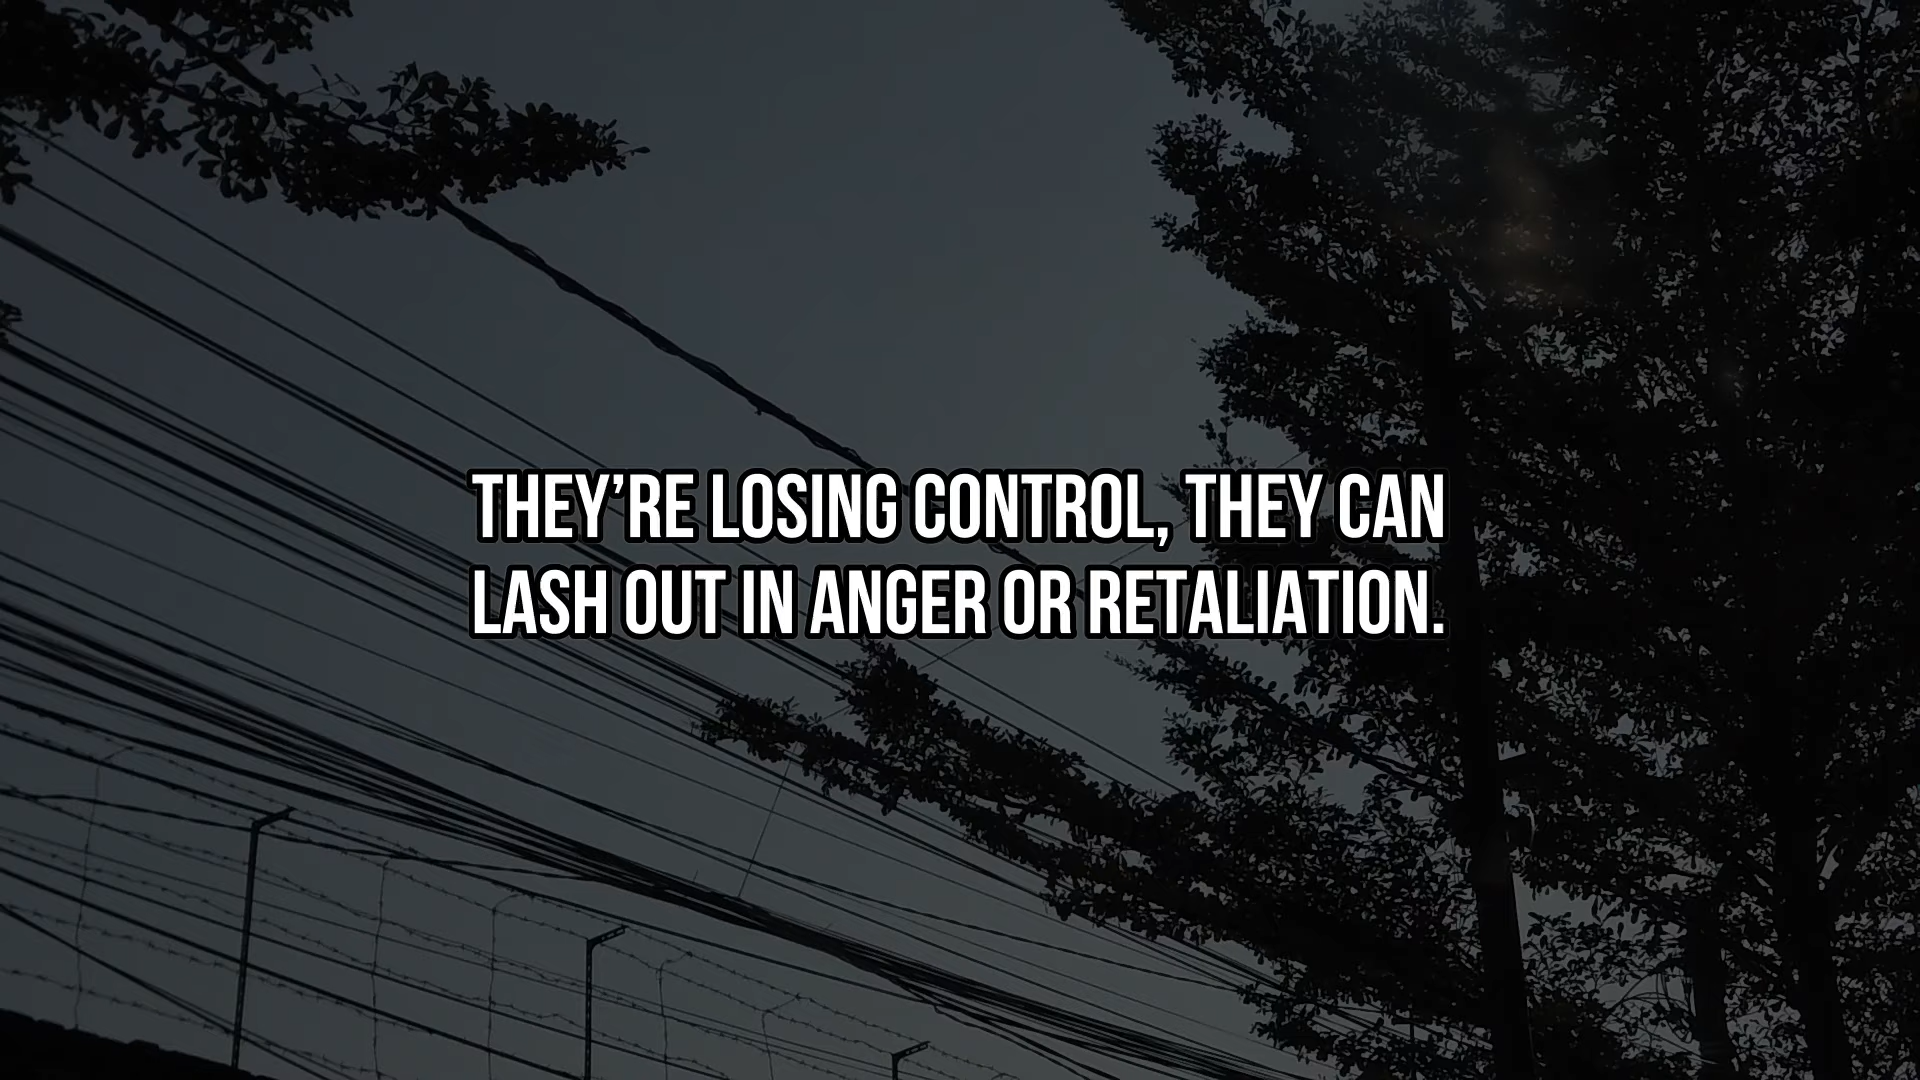 THEY’RE LOSING CONTROL, THEY CAN
LASH OUT IN ANGER OR RETALIATION.